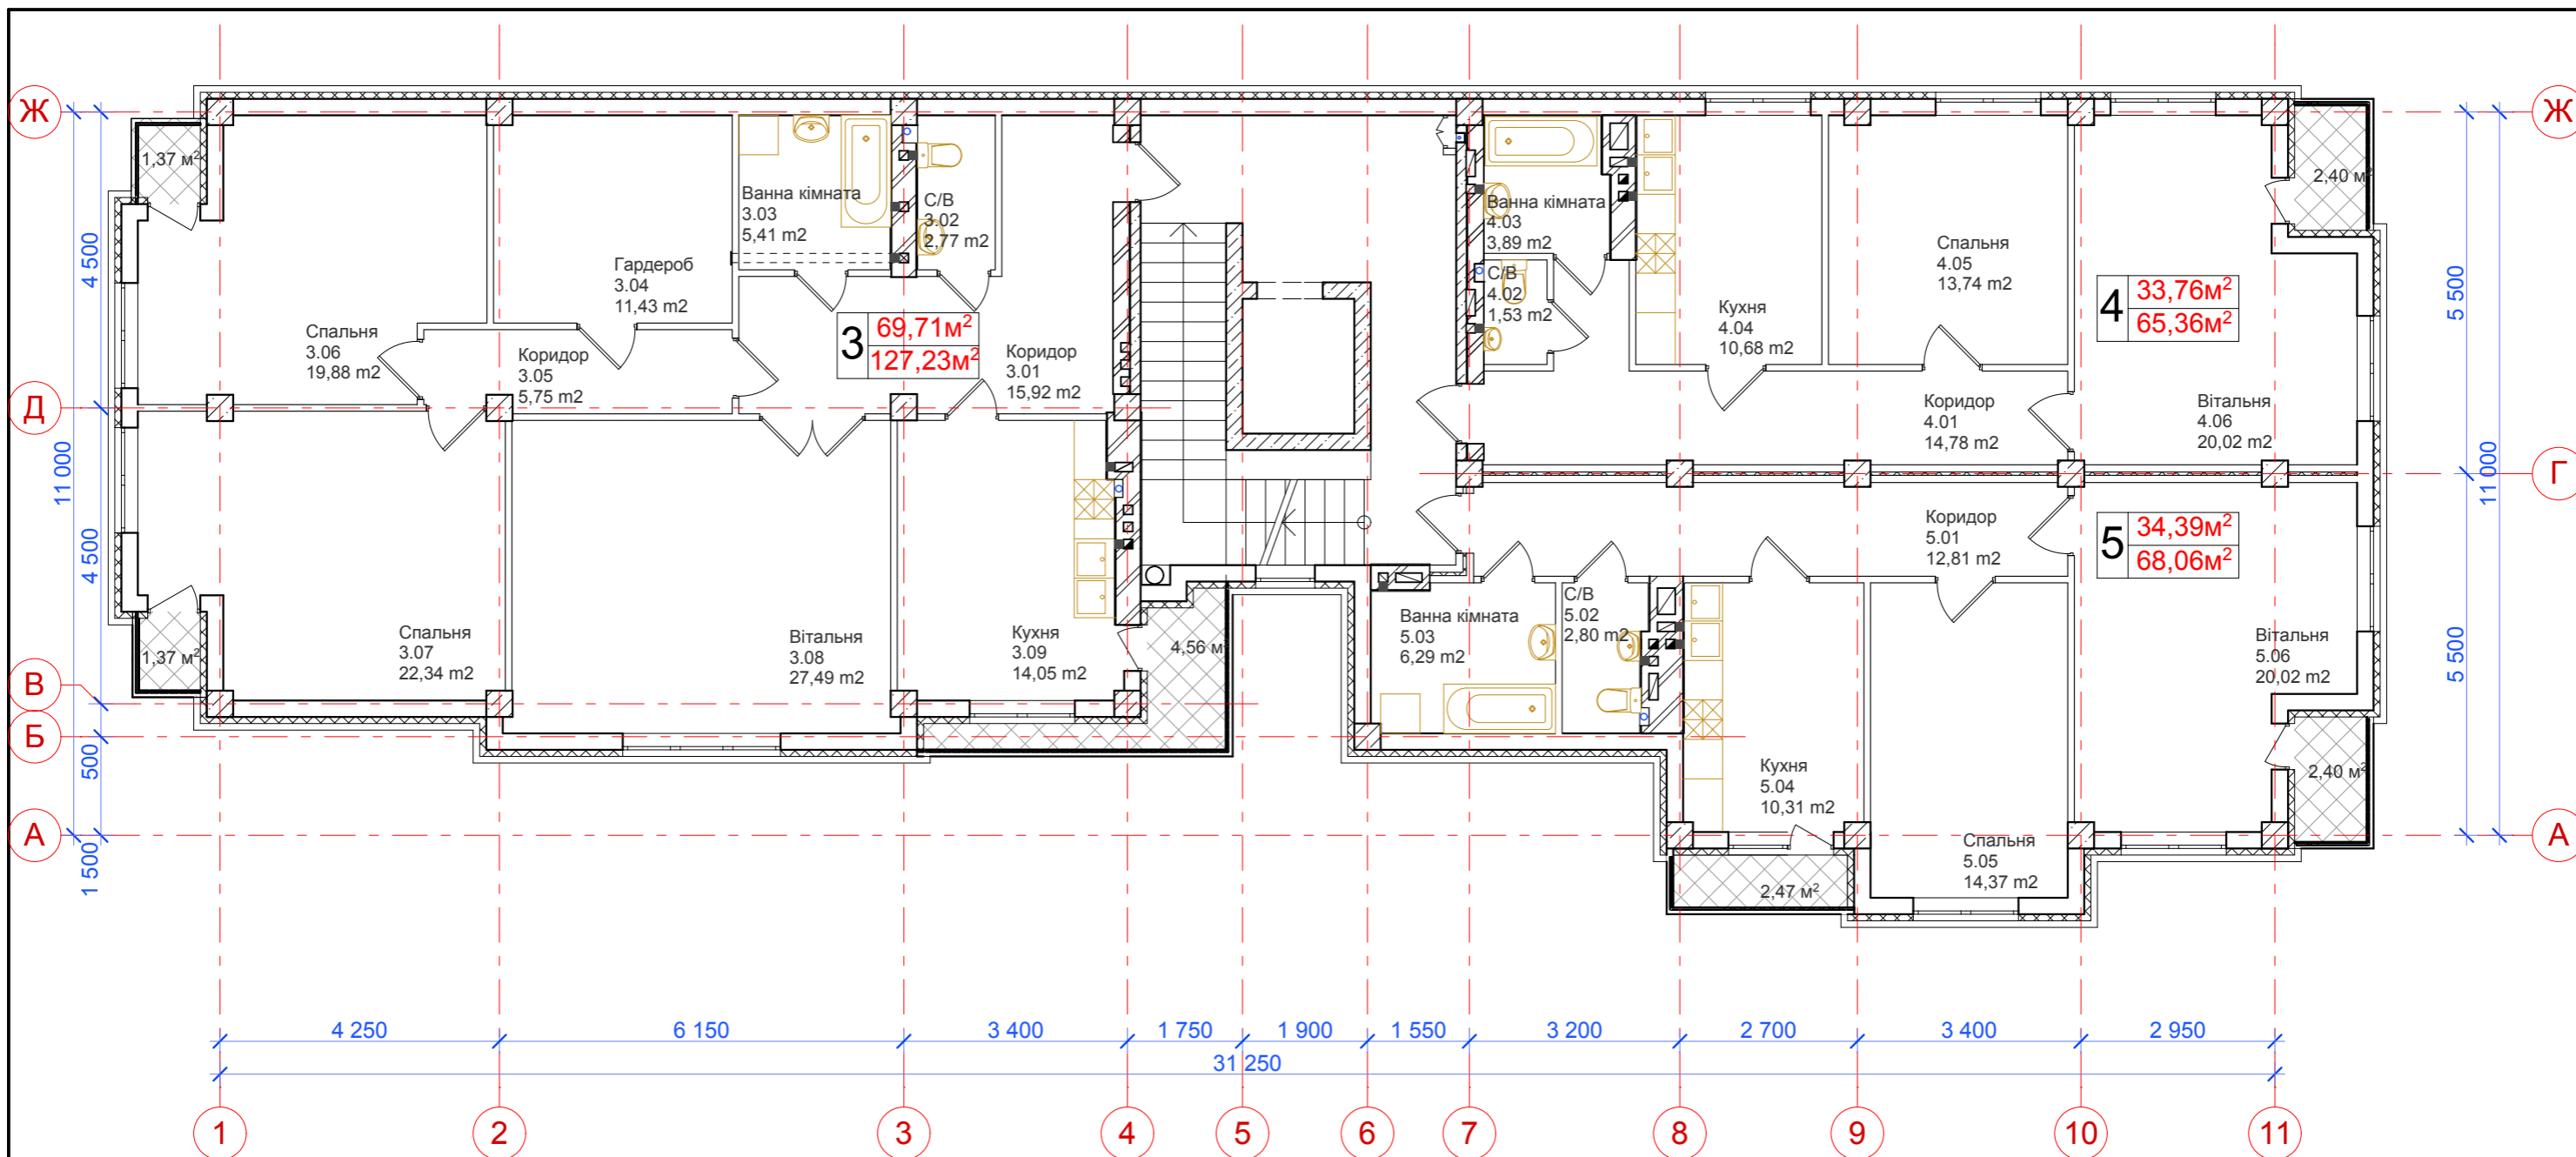 Ж
Ж
1,37 м²
2,40 м²
Ванна кімната
3.03
5,41 m2
С/В
3.02
2,77 m2
Ванна кімната
4.03
3,89 m2
Спальня
4.05
13,74 m2
4 500
5 500
Гардероб
3.04
11,43 m2
С/В
4.02
1,53 m2
Кухня
4.04
10,68 m2
4
33,76м²
65,36м²
Спальня
3.06
19,88 m2
Коридор
3.05
5,75 m2
3
69,71м²
127,23м²
Коридор
3.01
15,92 m2
Коридор
4.01
14,78 m2
Вітальня
4.06
20,02 m2
Д
11 000
11 000
Г
Коридор
5.01
12,81 m2
5
34,39м²
68,06м²
4 500
5 500
1,37 м²
Спальня
3.07
22,34 m2
Вітальня
3.08
27,49 m2
Кухня
3.09
14,05 m2
4,56 м
Ванна кімната
5.03
6,29 m2
С/В
5.02
2,80 m2
Вітальня
5.06
20,02 m2
В
Б
500
Кухня
5.04
10,31 m2
2,40 м²
А
А
1 500
Спальня
5.05
14,37 m2
2,47 м²
4 250
6 150
3 400
1 750
1 900
1 550
3 200
2 700
3 400
2 950
31 250
1
2
3
4
5
6
7
8
9
10
11